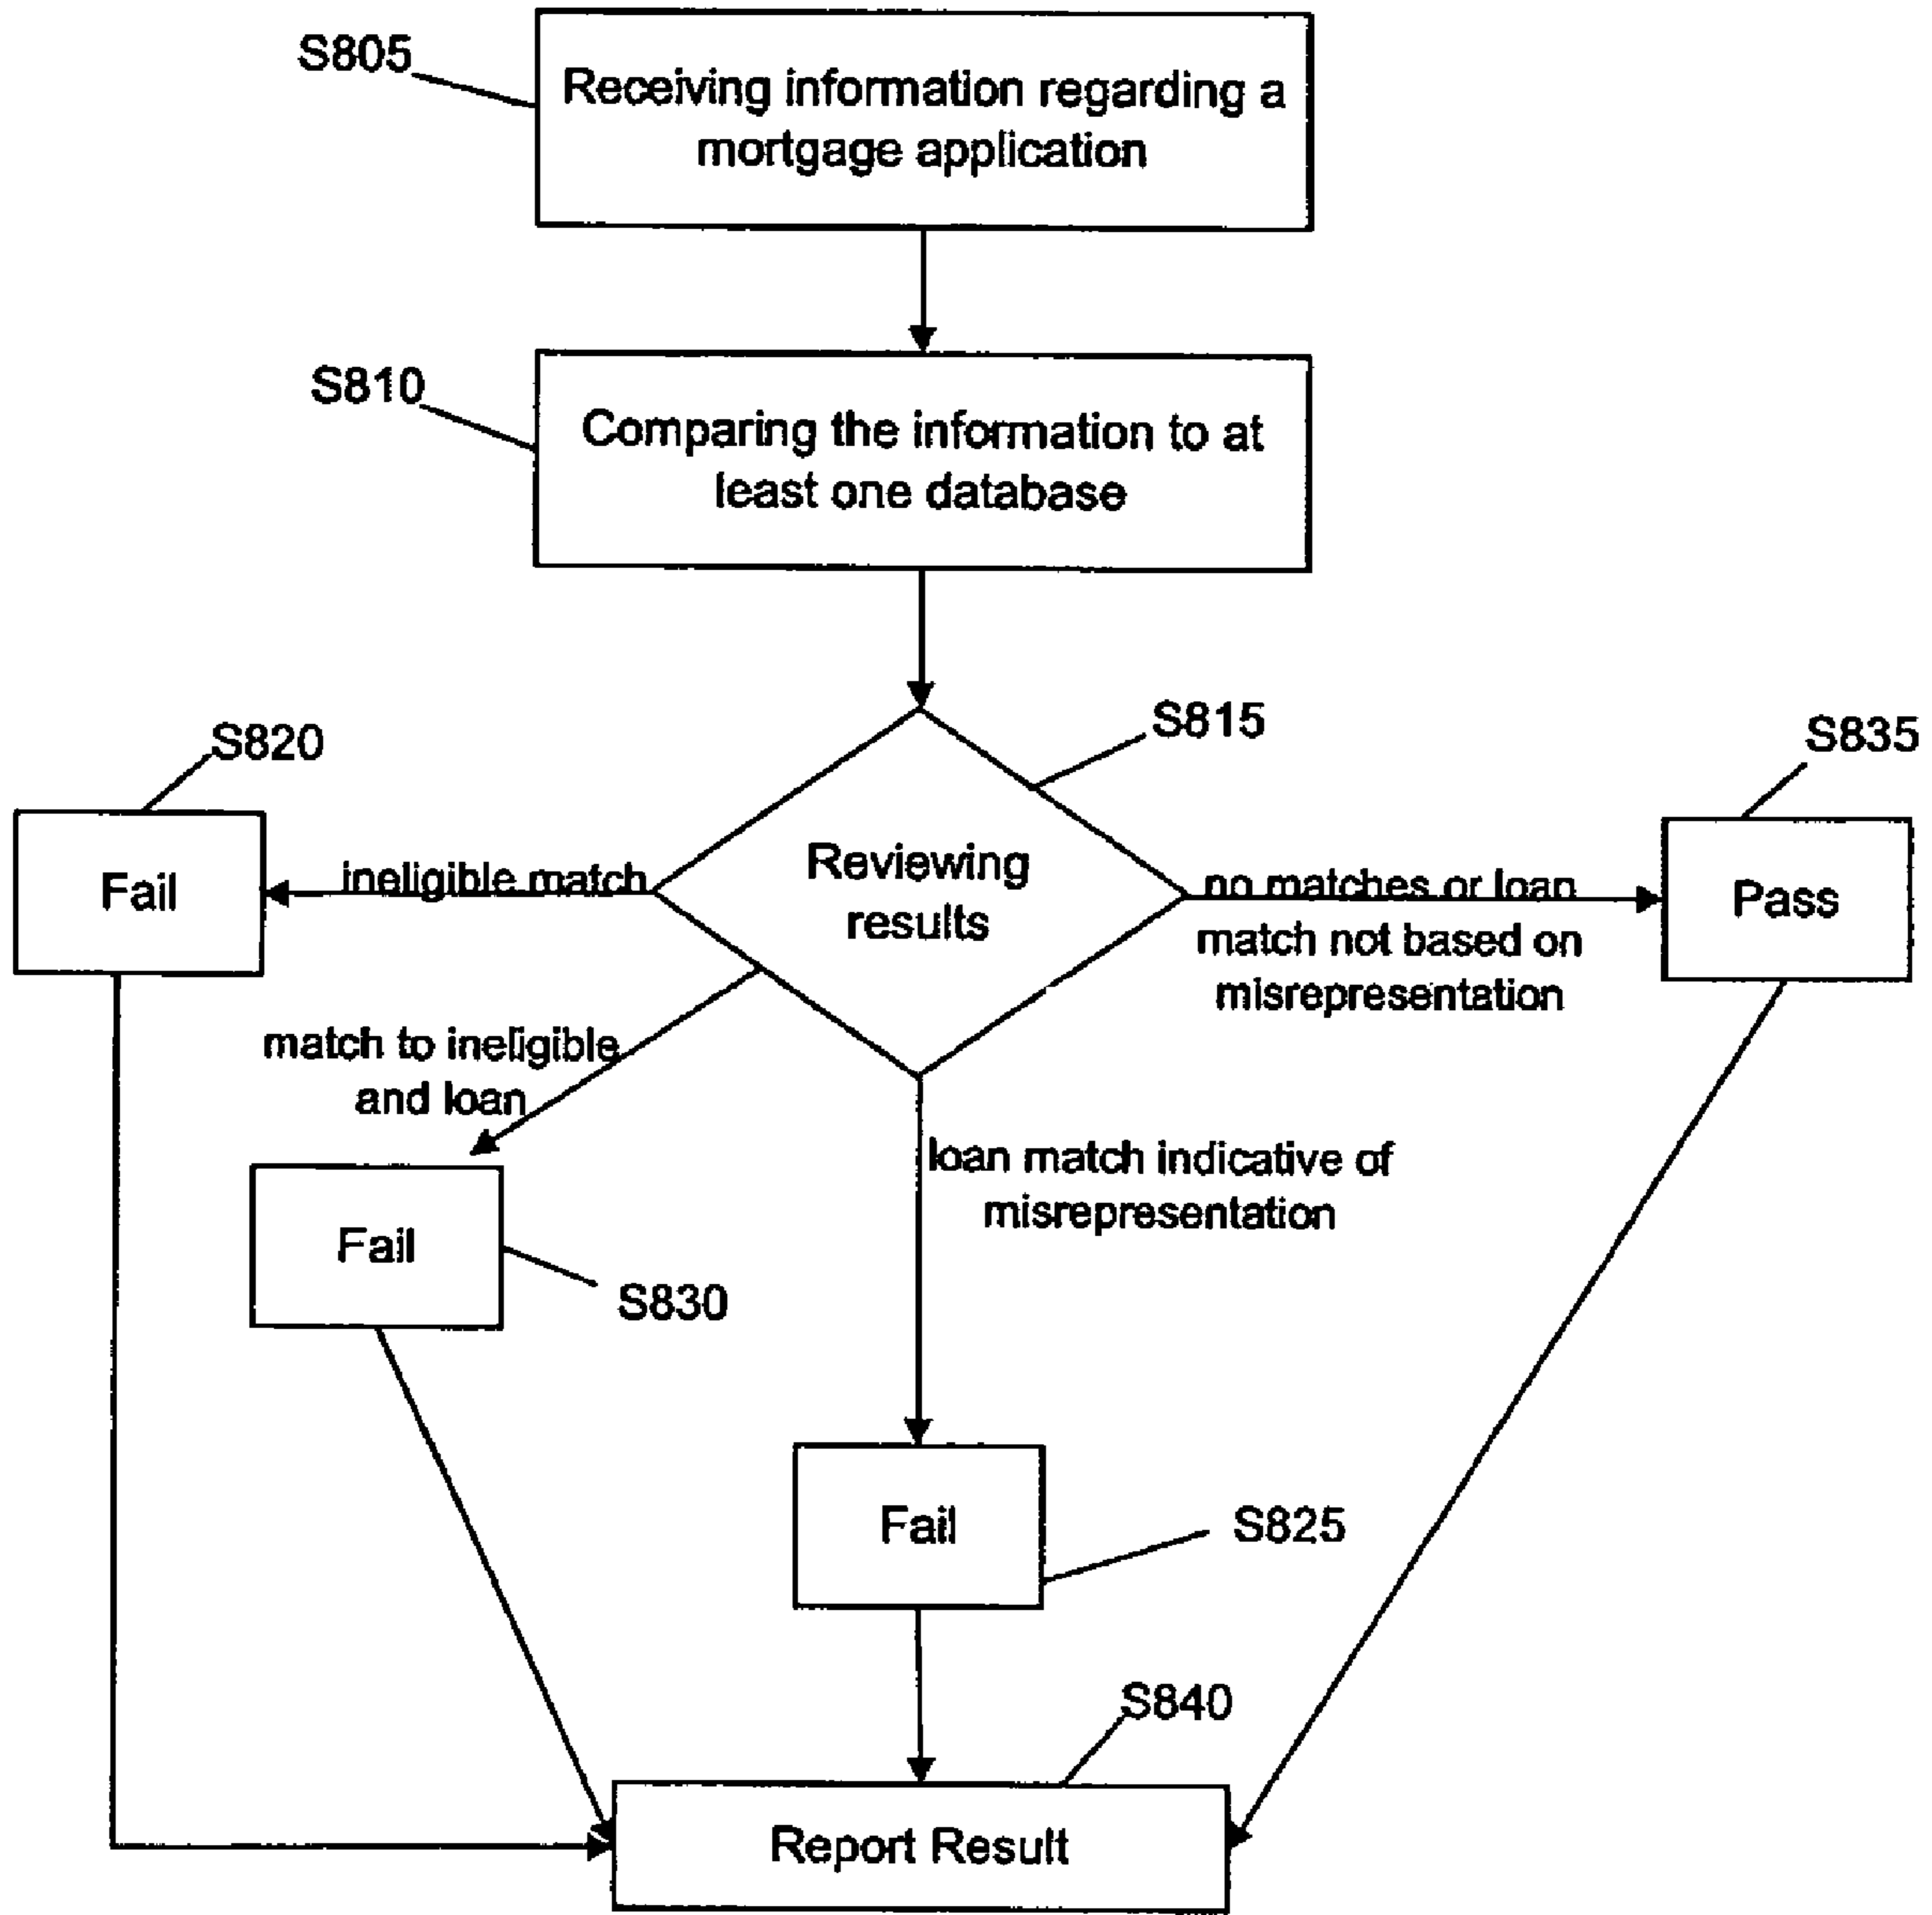 S805
Receiving information regarding a
mortgage application
S810
Comparing the information to at
least one database
S815
S820
S835
Reviewing
results
Fail
ineligible match
no matches or loan
match not based on
misrepresentation
Pass
match to ineligible
and loan
loan match indicative of
misrepresentation
Fail
S830
Fail
S825
S840
Report Result